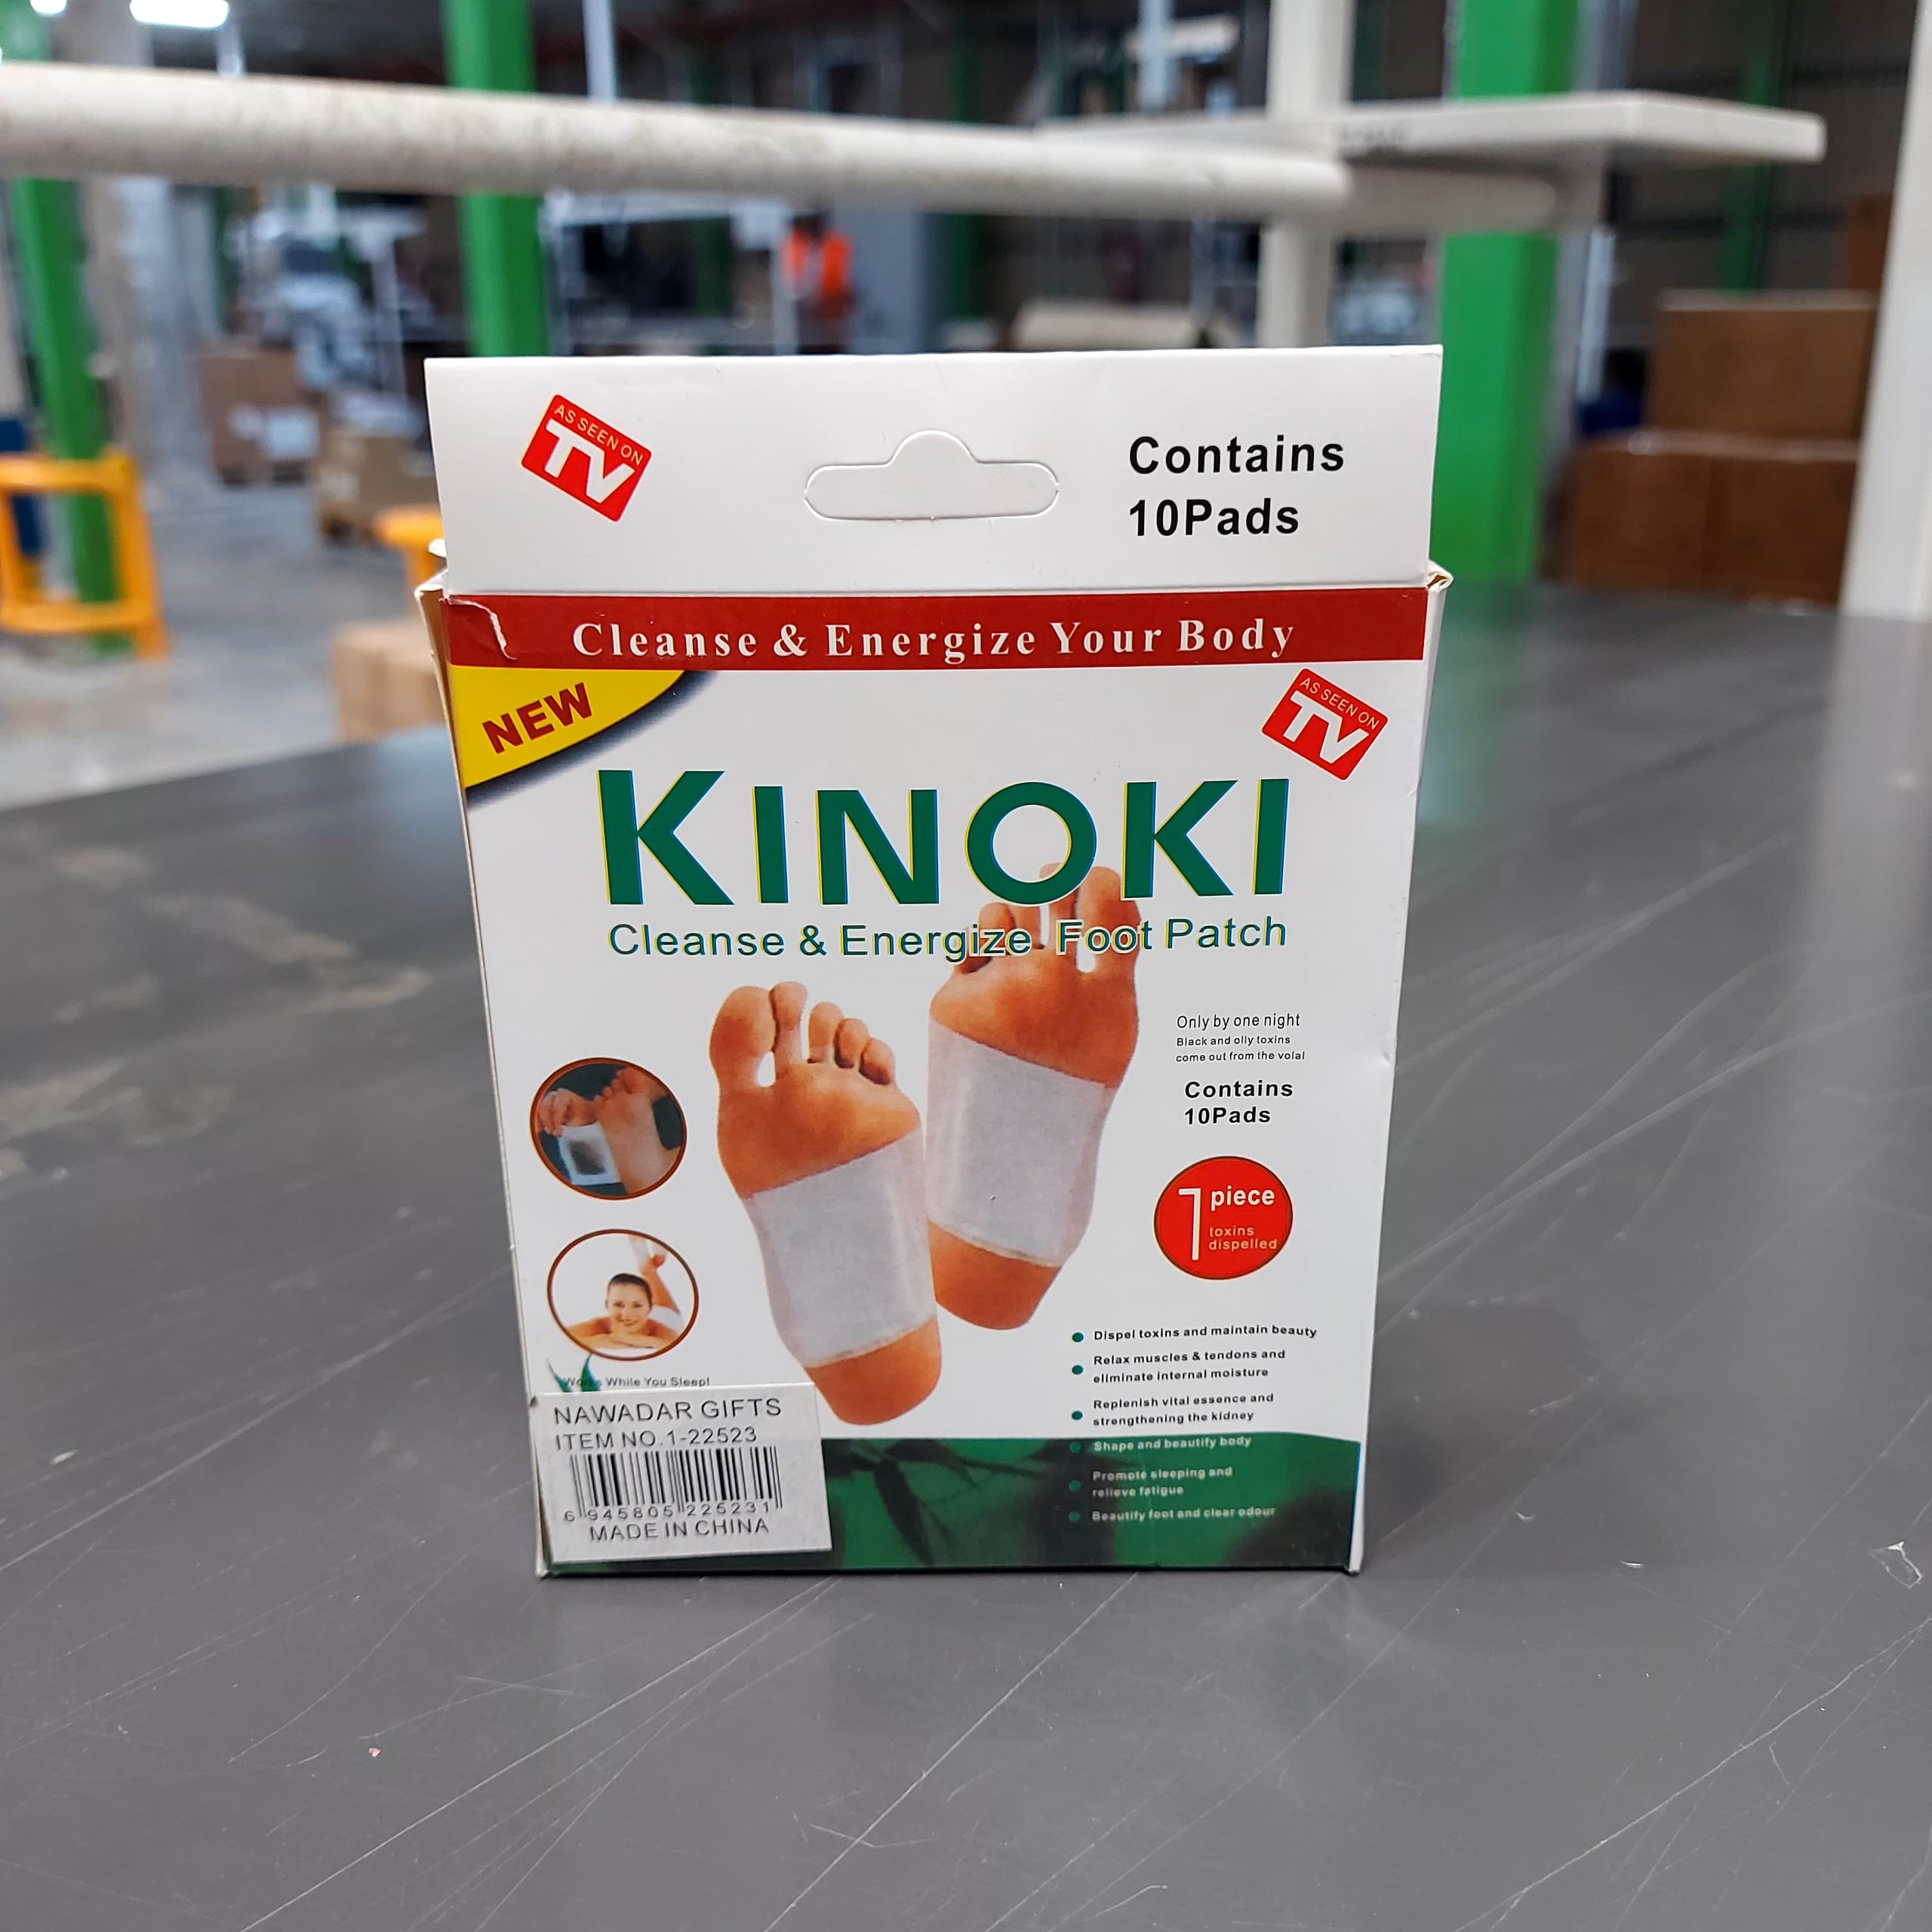 AS SEEN ON
TV
Contains
10Pads
Cleanse & Energize Your Body
NEW
AS SEEN ON
TV
KINOKI
Cleanse & Energize Foot Patch
Only by one night
Black and olly toxins
come out from the volal
Contains
10Pads
1 piece
toxins
dispelled
Works While You Sleep!
Dispel toxins and maintain beauty
Relax muscles & tendons and
eliminate internal moisture
Replenish vital essence and
strengthening the kidney
Shape and beautify body
Promote sleeping and
relieve fatigue
Beautify foot and clear odour
NAWADAR GIFTS
ITEM NO.1-22523
6 945805 225231
MADE IN CHINA